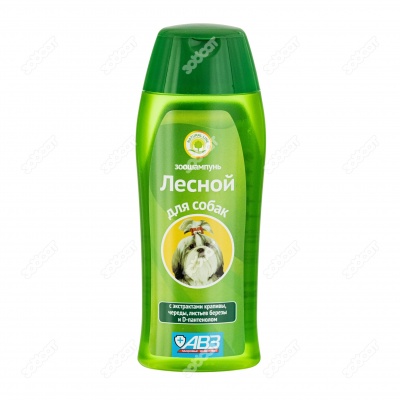 зоошампунь
Лесной
для собак
с экстрактами крапивы,
череды, листьев березы
и D-пантенолом
АВЗ